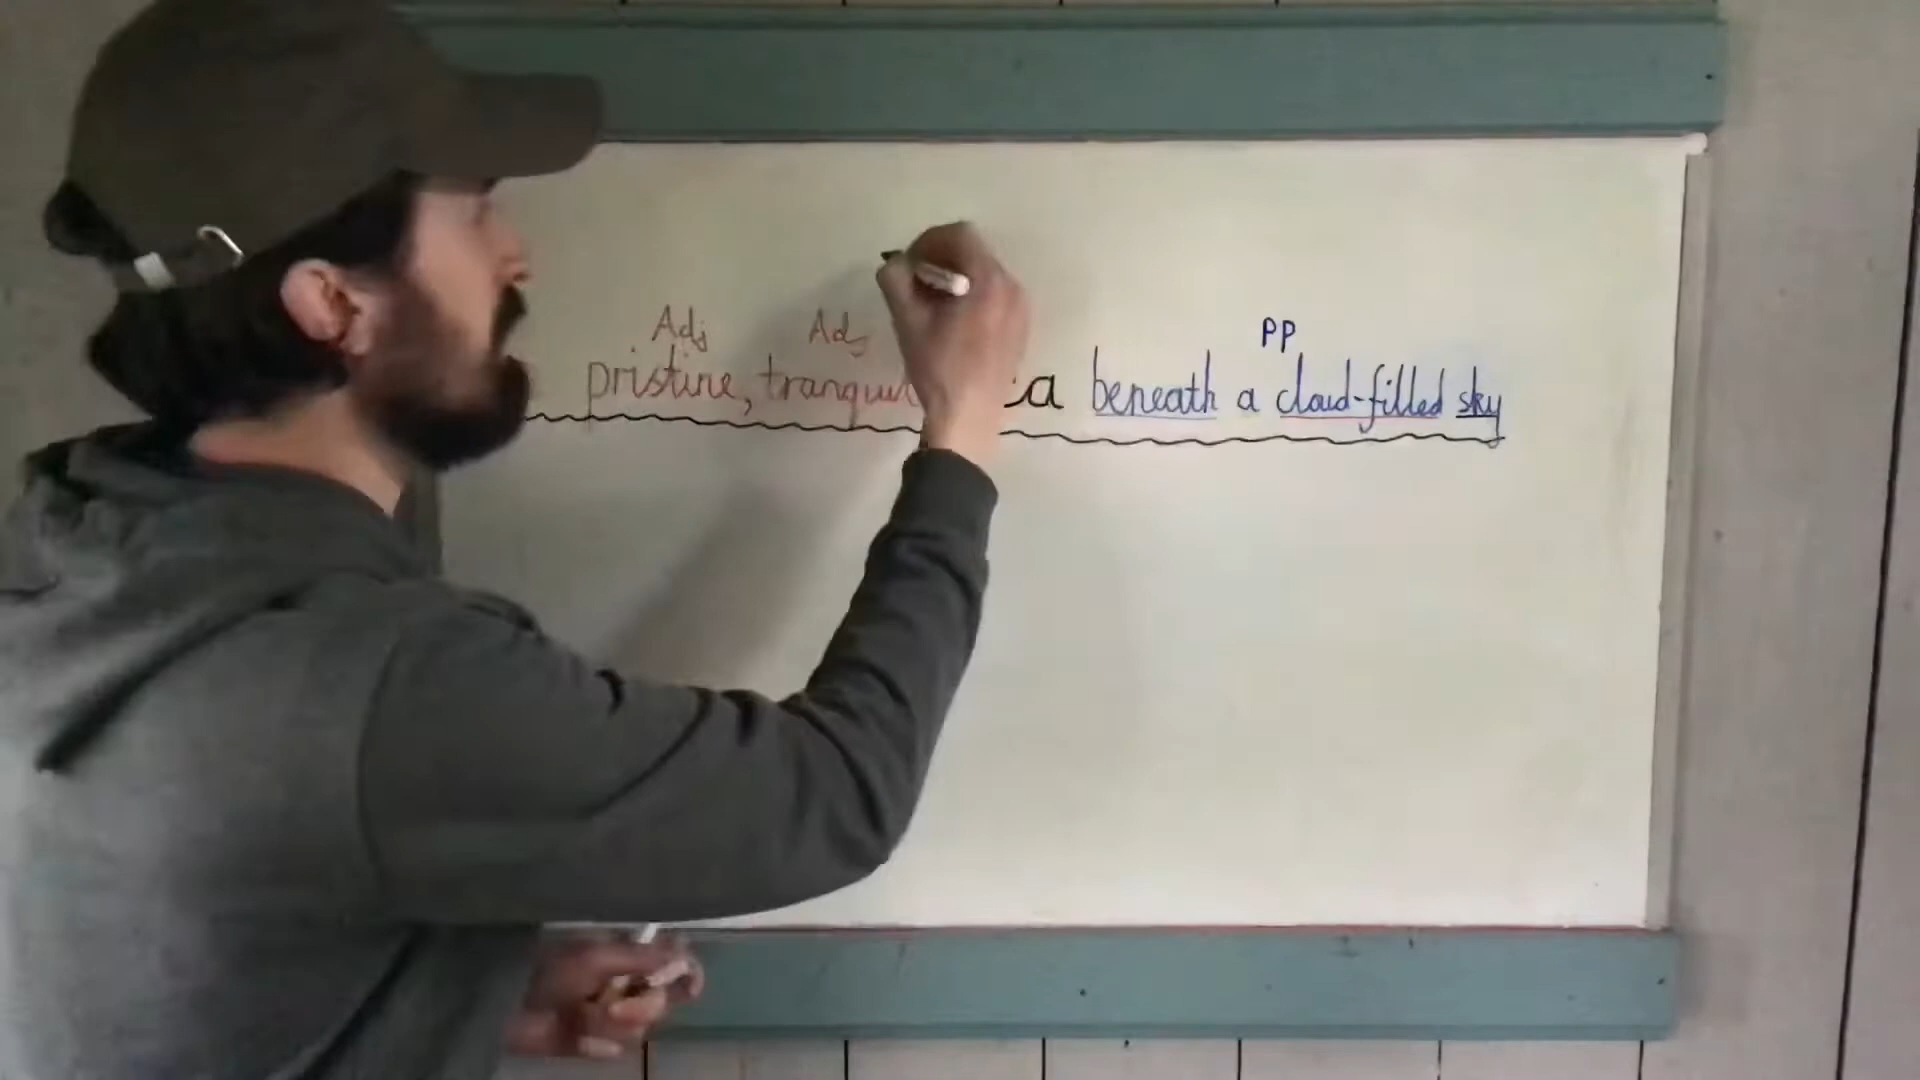 Adj Adj PP
pristine, tranquil beneath a cloud-filled sky